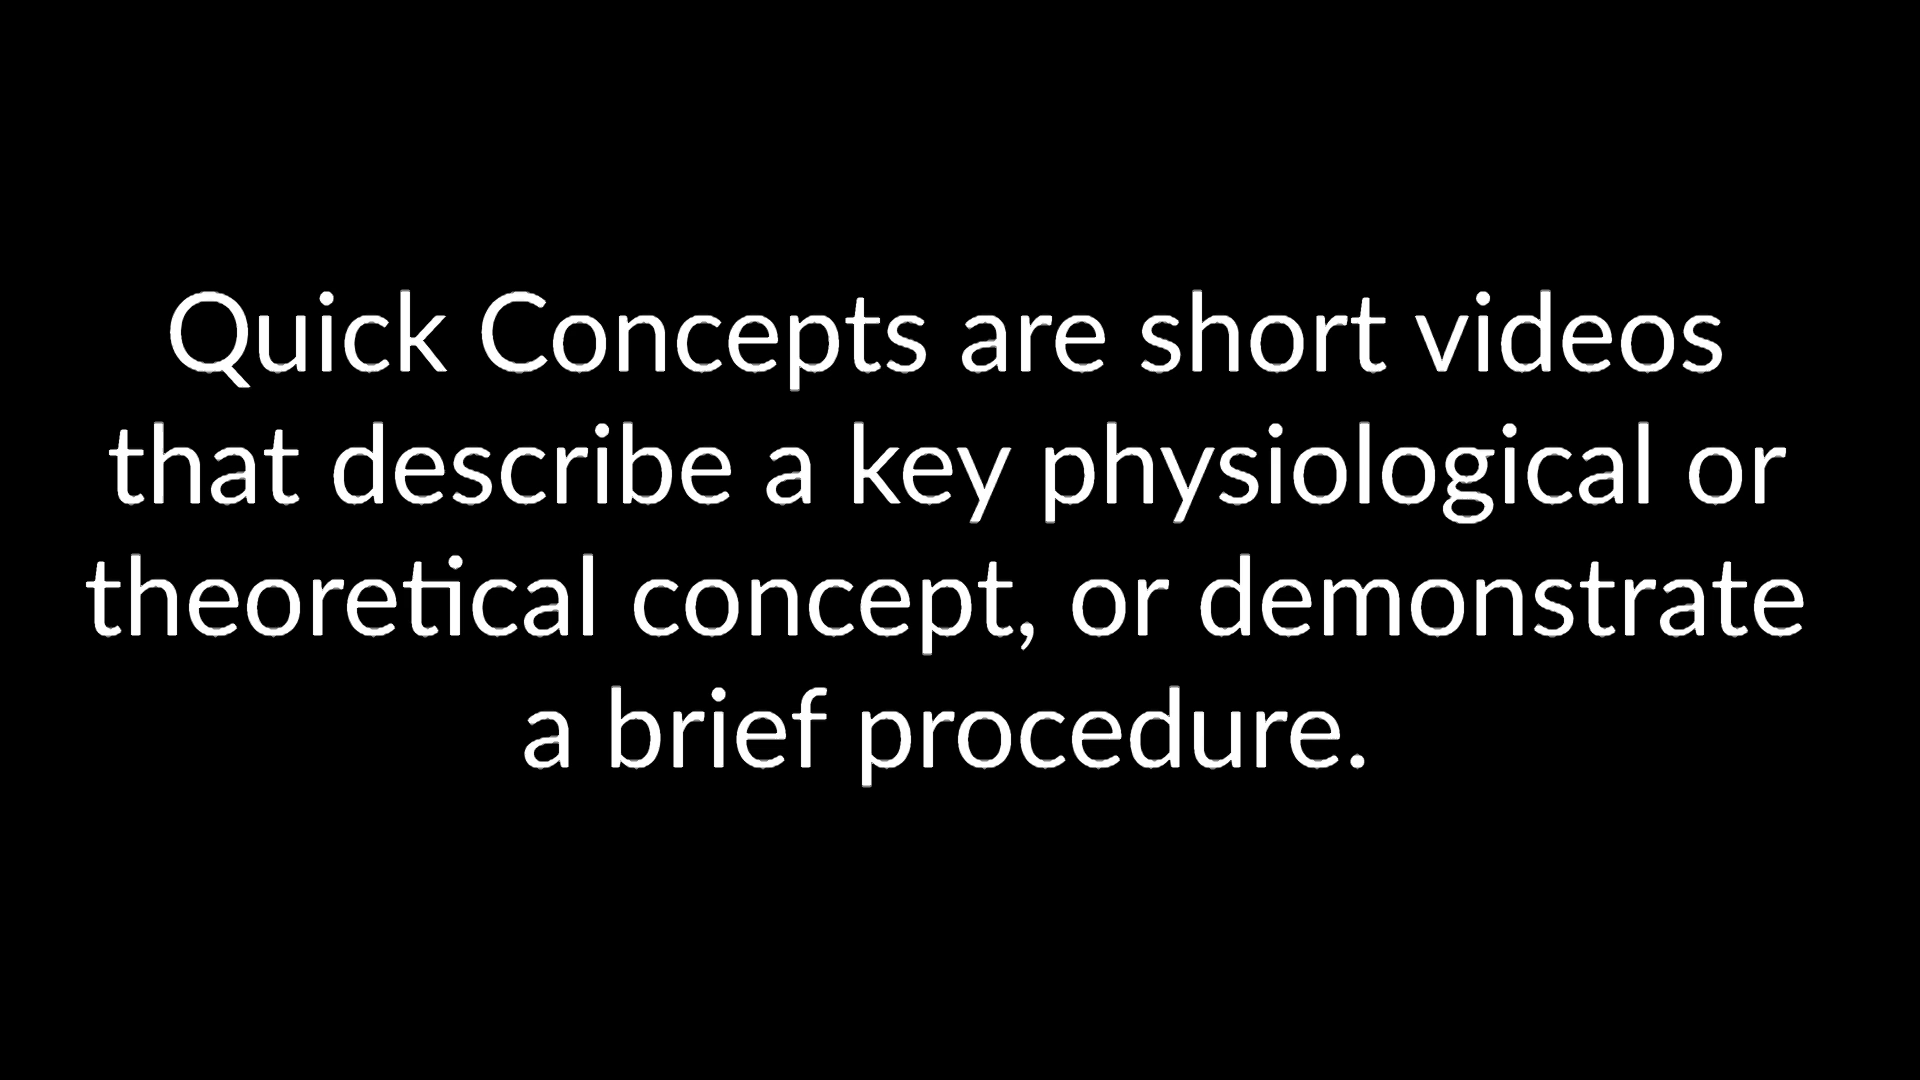 Quick Concepts are short videos
that describe a key physiological or
theoretical concept, or demonstrate
a brief procedure.